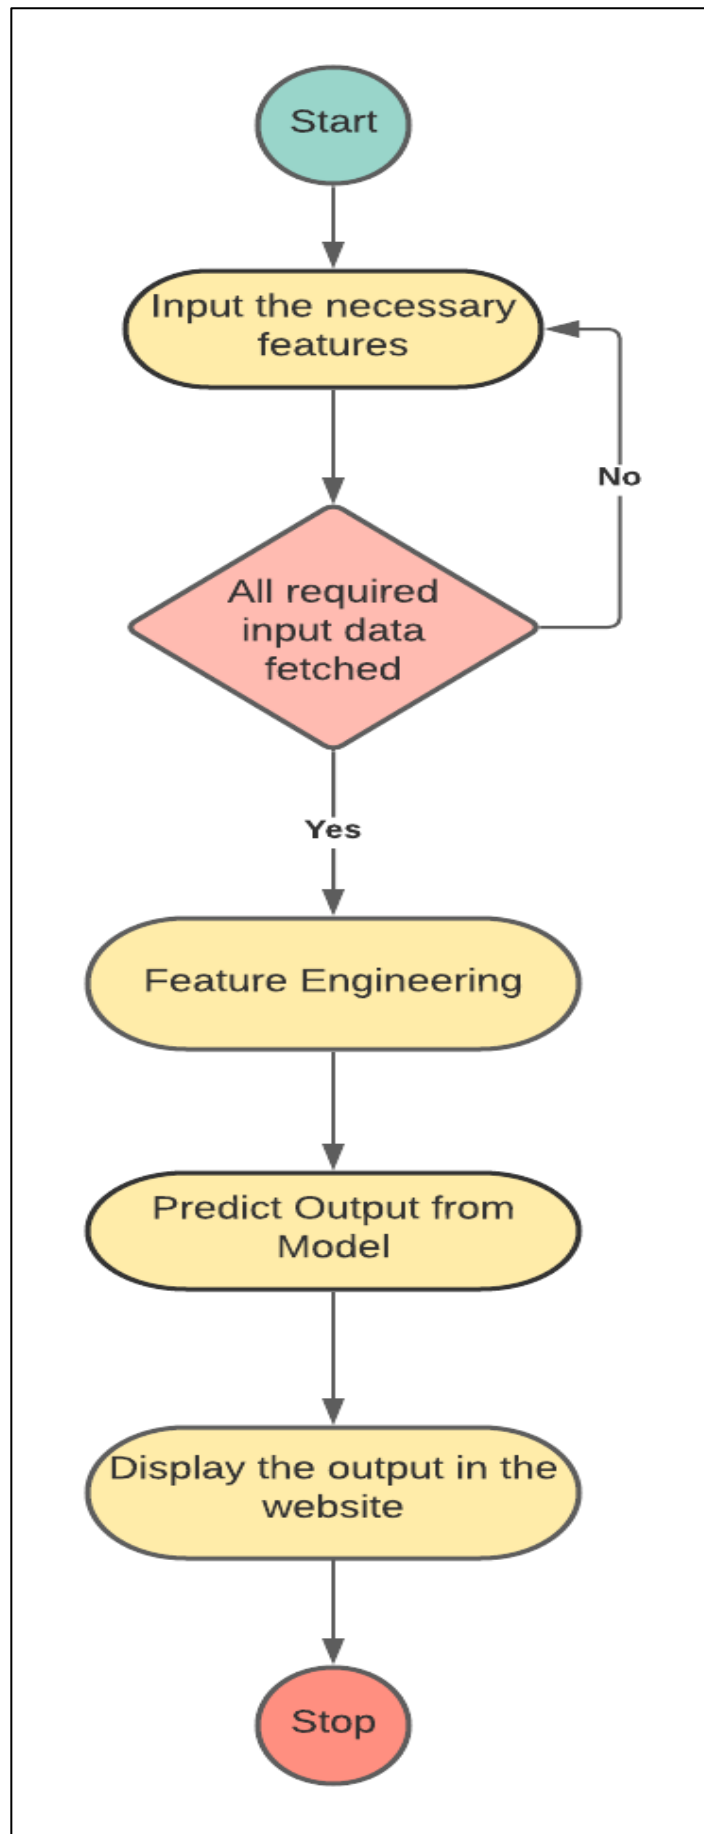 Start
Input the necessary
features
No
All required
input data
fetched
Yes
Feature Engineering
Predict Output from
Model
Display the output in the
website
Stop